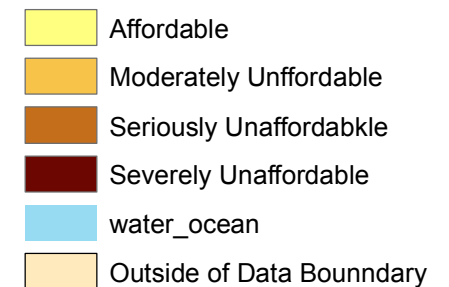 Affordable
Moderately Unffordable
Seriously Unaffordabkle
Severely Unaffordable
water_ocean
Outside of Data Bounndary